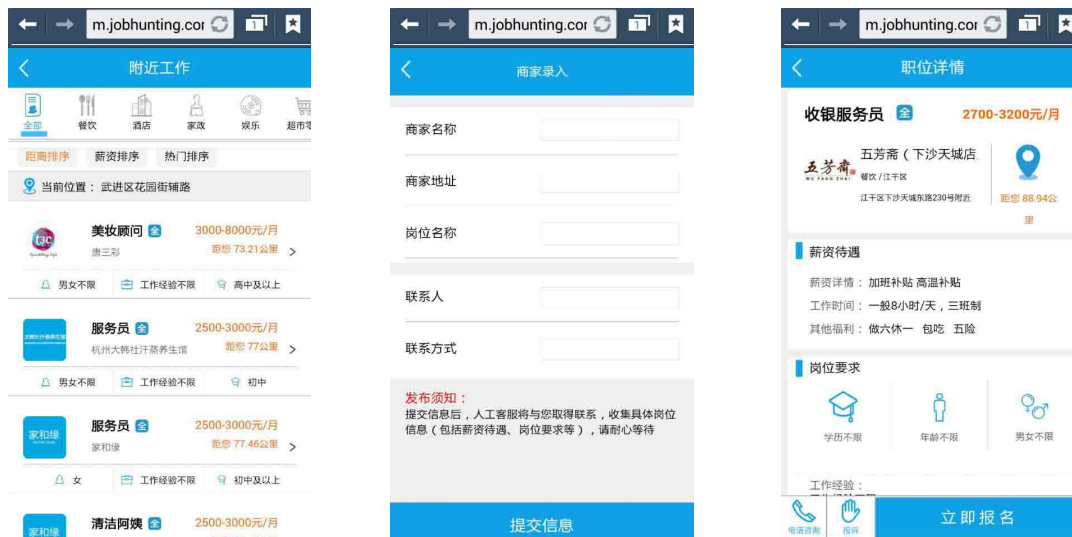 m.jobhunting.cor
1
附近工作
全部
餐饮
酒店
家政
娱乐
超市零
距离排序
薪资排序
热门排序
当前位置：武进区花园街辅路
美妆顾问 全
3000-8000元/月
唐三彩
距您 73.21公里
男女不限
工作经验不限
高中及以上
服务员 全
2500-3000元/月
杭州大韩社汗蒸养生馆
距您 77公里
男女不限
工作经验不限
初中
家和缘
服务员 全
2500-3000元/月
家和缘
距您 77.46公里
女
工作经验不限
初中及以上
家和缘
清洁阿姨 全
2500-3000元/月
m.jobhunting.cor
1
商家录入
商家名称
商家地址
岗位名称
联系人
联系方式
发布须知：
提交信息后，人工客服将与您取得联系，收集具体岗位
信息（包括薪资待遇、岗位要求等），请耐心等待
提交信息
m.jobhunting.cor
1
职位详情
收银服务员 全
2700-3200元/月
五芳斋
WU FANG ZHAI
五芳斋（下沙天城店
餐饮/江干区
江干区下沙天城东路230号附近
距您 88.94公
里
薪资待遇
薪资详情：加班补贴 高温补贴
工作时间：一般8小时/天，三班制
其他福利：做六休一 包吃 五险
岗位要求
学历不限
年龄不限
男女不限
工作经验：
电话咨询
投诉
立即报名